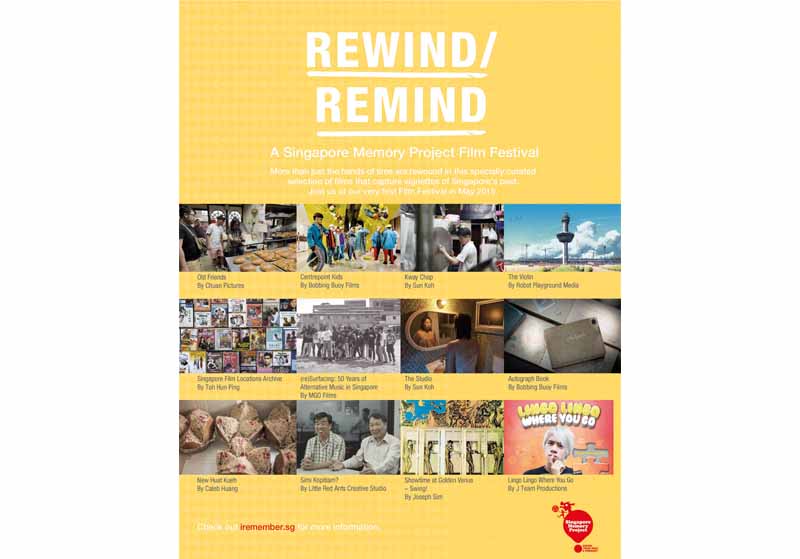 REWIND/
REMIND
A Singapore Memory Project Film Festival
More than just the hands of time are rewound in this specially curated
selection of films that capture vignettes of Singapore's past.
Join us at our very first Film Festival in May 2015
Old Friends
By Chuan Pictures
Centrepoint Kids
By Bobbing Buoy Films
Kway Chap
By Sun Koh
The Violin
By Robot Playground Media
Singapore Film Locations Archive
By Toh Hun Ping
(re)Surfacing: 50 Years of
Alternative Music in Singapore
By MGO Films
The Studio
By Sun Koh
Autograph Book
By Bobbing Buoy Films
LINGO LINGO
WHERE YOU GO
New Huat Kueh
By Caleb Huang
Simi Kopitiam?
By Little Red Ants Creative Studio
Showtime at Golden Venus
– Swing!
By Joseph Sim
Lingo Lingo Where You Go
By J Team Productions
Check out iremember.sg for more information.
Singapore
Memory
Project